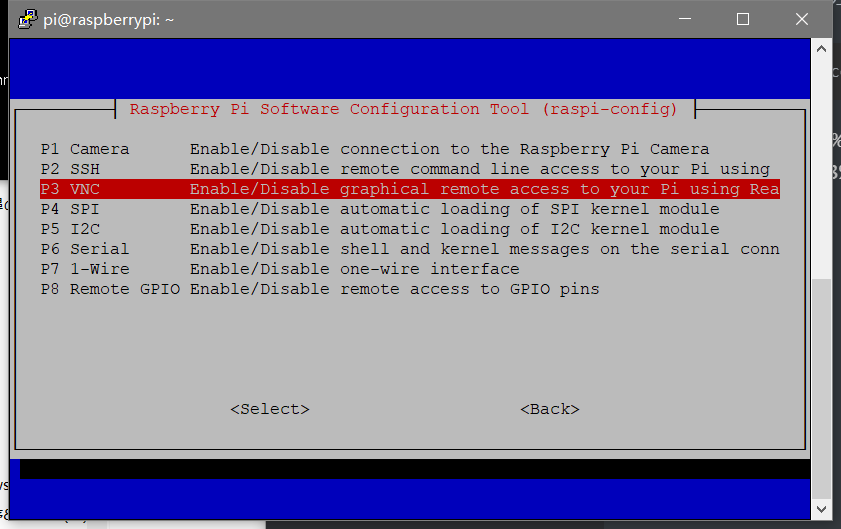 pi@raspberrypi: ~
Raspberry Pi Software Configuration Tool (raspi-config)
P1 Camera Enable/Disable connection to the Raspberry Pi Camera
P2 SSH Enable/Disable remote command line access to your Pi using
P3 VNC Enable/Disable graphical remote access to your Pi using Rea
P4 SPI Enable/Disable automatic loading of SPI kernel module
P5 I2C Enable/Disable automatic loading of I2C kernel module
P6 Serial Enable/Disable shell and kernel messages on the serial conn
P7 1-Wire Enable/Disable one-wire interface
P8 Remote GPIO Enable/Disable remote access to GPIO pins
<Select> <Back>